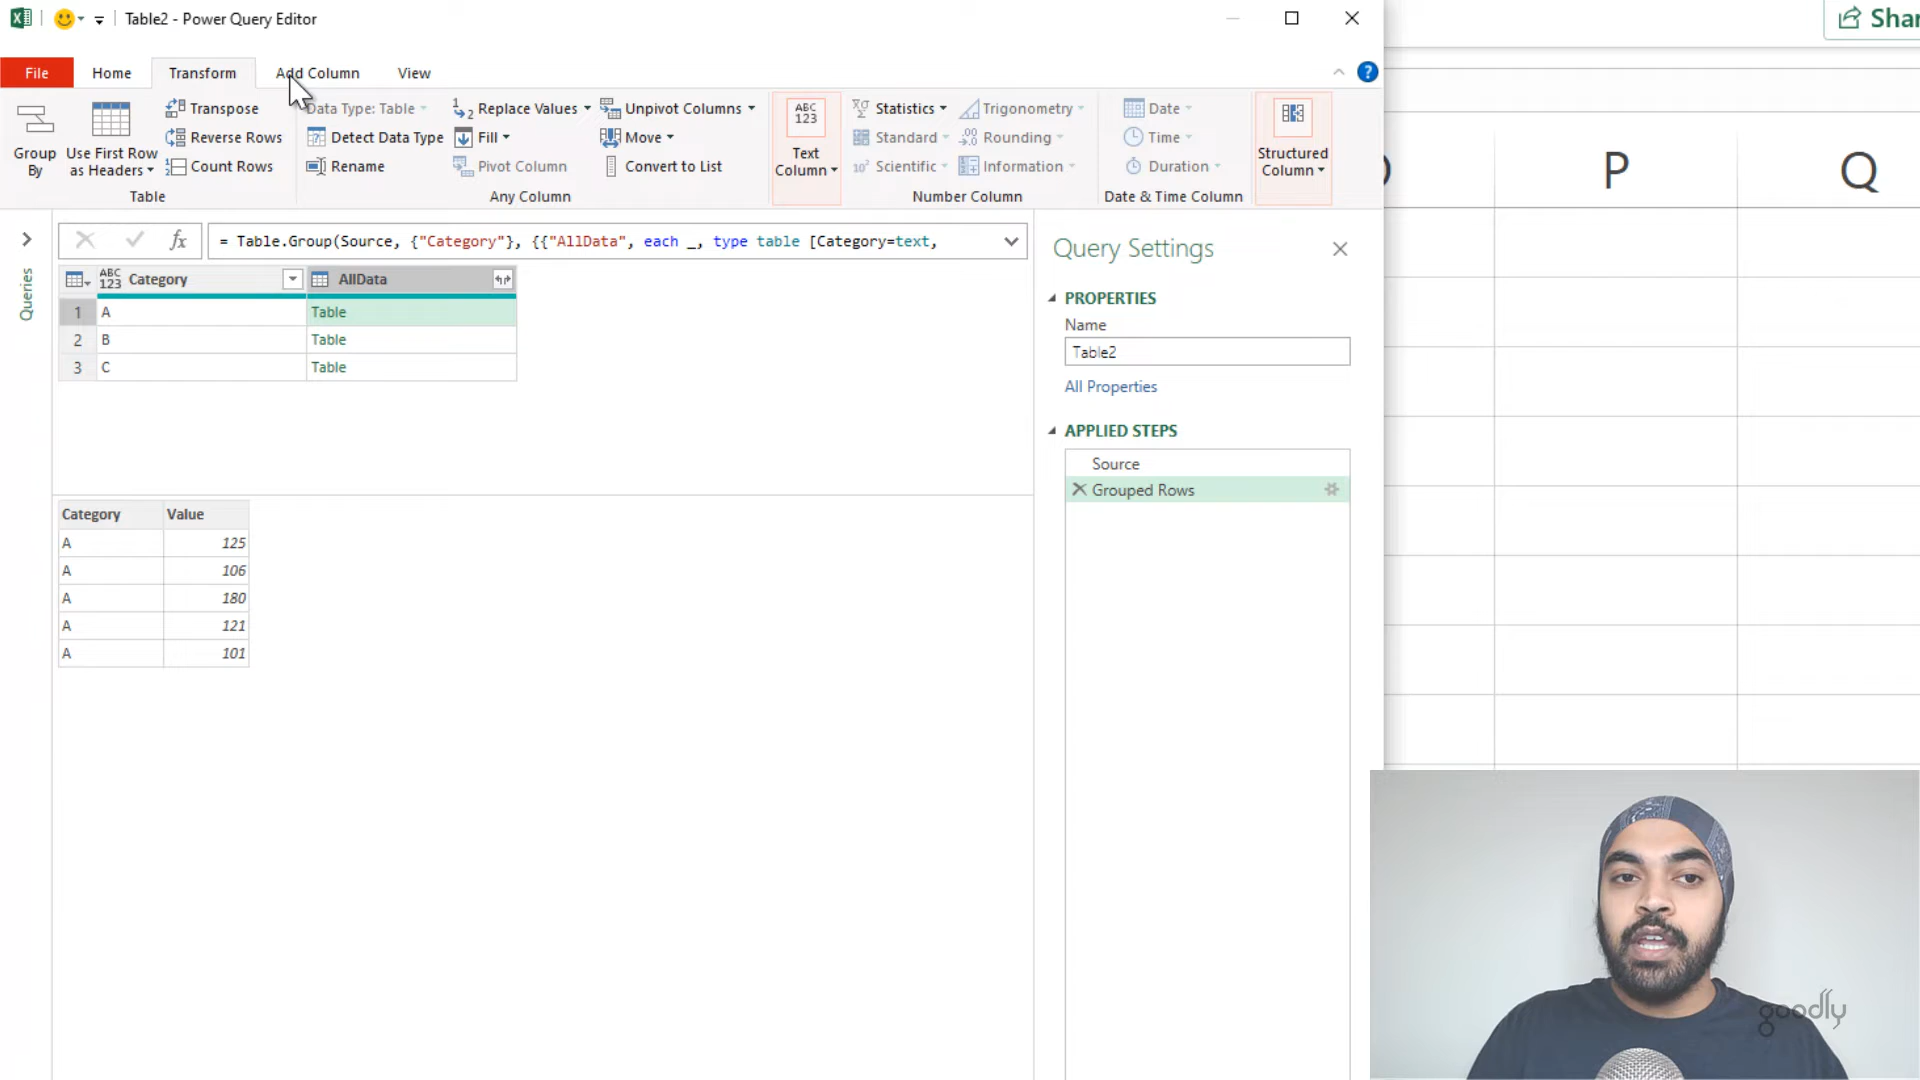 Table2 - Power Query Editor
Shar
File
Home
Transform
Add Column
View
Group By
Use First Row as Headers
Transpose
Reverse Rows
Count Rows
Table
Data Type: Table
Detect Data Type
Rename
Replace Values
Fill
Pivot Column
Unpivot Columns
Move
Convert to List
Any Column
ABC
123
Text Column
Statistics
Standard
Scientific
Trigonometry
Rounding
Information
Number Column
Date
Time
Duration
Date & Time Column
Structured Column
P
Q
Queries
fx
= Table.Group(Source, {"Category"}, {{"AllData", each _, type table [Category=text,
ABC
123
Category
AllData
1 A Table
2 B Table
3 C Table
Category Value
A 125
A 106
A 180
A 121
A 101
Query Settings
PROPERTIES
Name
Table2
All Properties
APPLIED STEPS
Source
Grouped Rows
goodly